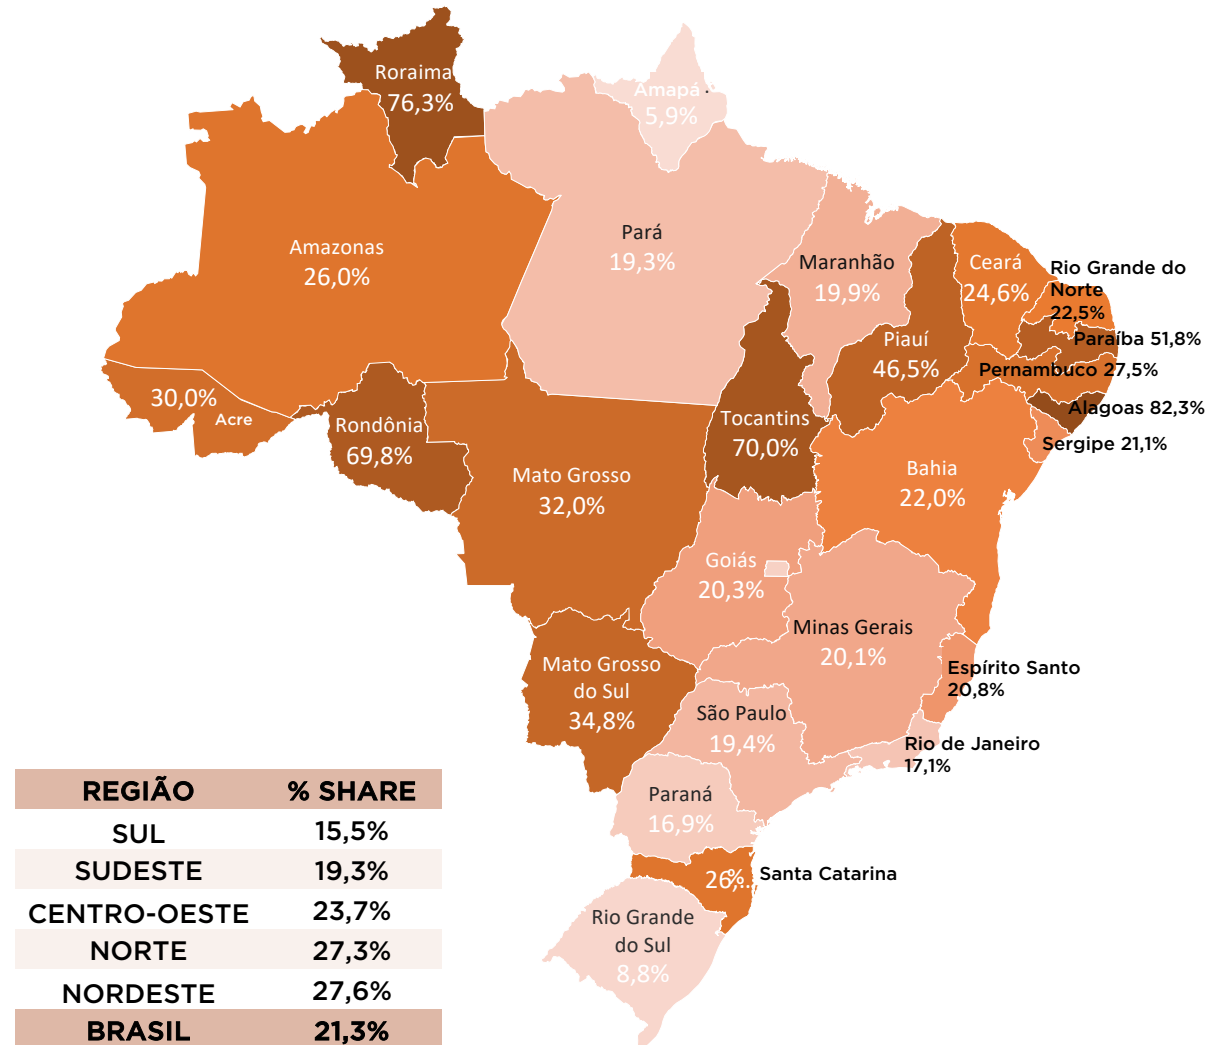 Roraima
76,3%
Amapá
5,9%
Amazonas
26,0%
Pará
19,3%
Maranhão
19,9%
Ceará
24,6%
Rio Grande do
Norte
22,5%
Piauí
46,5%
Paraíba 51,8%
Pernambuco 27,5%
30,0%
Acre
Rondônia
69,8%
Tocantins
70,0%
Alagoas 82,3%
Sergipe 21,1%
Mato Grosso
32,0%
Bahia
22,0%
Goiás
20,3%
Minas Gerais
20,1%
Mato Grosso
do Sul
34,8%
Espírito Santo
20,8%
São Paulo
19,4%
Rio de Janeiro
17,1%
Paraná
16,9%
26,...
%
Santa Catarina
Rio Grande
do Sul
8,8%
REGIÃO % SHARE
SUL 15,5%
SUDESTE 19,3%
CENTRO-OESTE 23,7%
NORTE 27,3%
NORDESTE 27,6%
BRASIL 21,3%